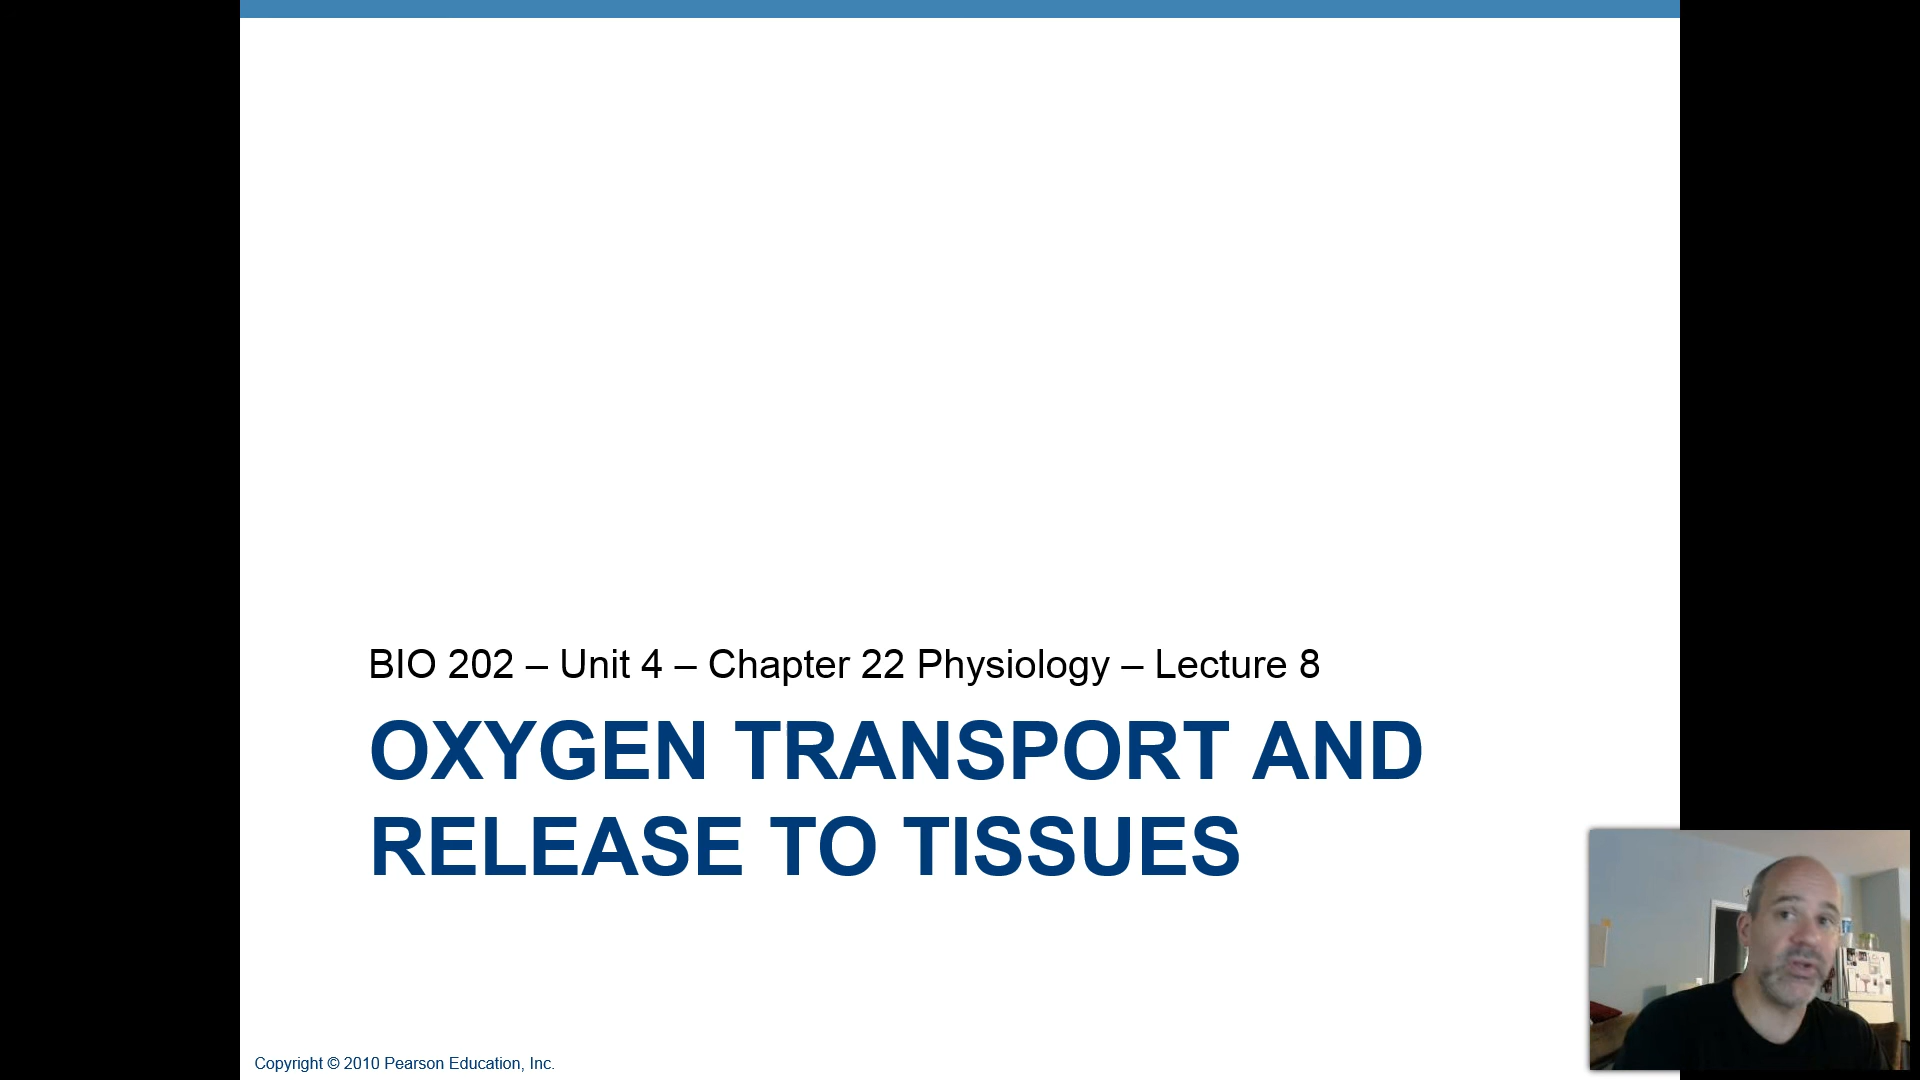 BIO 202 – Unit 4 – Chapter 22 Physiology – Lecture 8
OXYGEN TRANSPORT AND
RELEASE TO TISSUES
Copyright © 2010 Pearson Education, Inc.